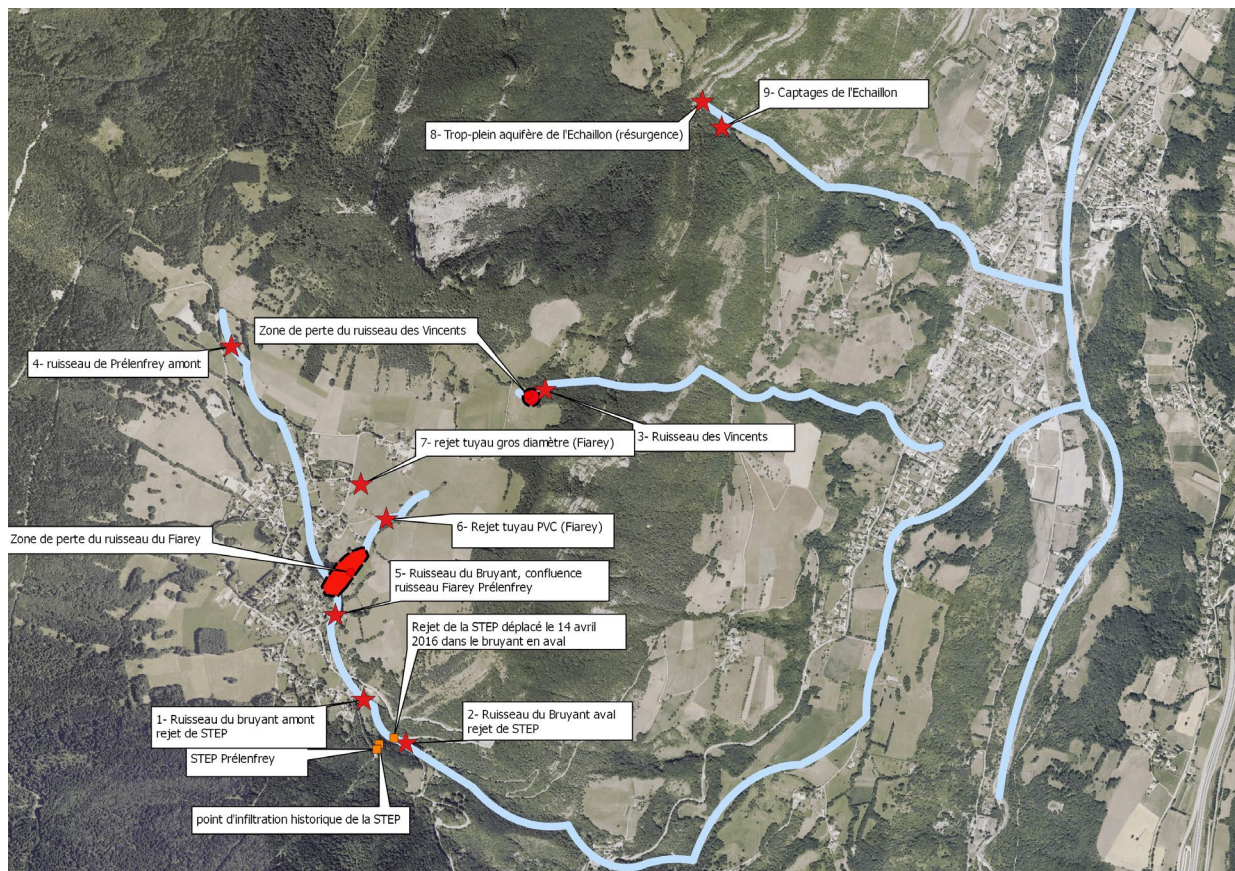 9- Captages de l'Echaillon
8- Trop-plein aquifère de l'Echaillon (résurgence)
Zone de perte du ruisseau des Vincents
4- ruisseau de Prélenfrey amont
3- Ruisseau des Vincents
7- rejet tuyau gros diamètre (Fiarey)
6- Rejet tuyau PVC (Fiarey)
Zone de perte du ruisseau du Fiarey
5- Ruisseau du Bruyant, confluence
ruisseau Fiarey Prélenfrey
Rejet de la STEP déplacé le 14 avril
2016 dans le bruyant en aval
1- Ruisseau du bruyant amont
rejet de STEP
2- Ruisseau du Bruyant aval
rejet de STEP
STEP Prélenfrey
point d'infiltration historique de la STEP